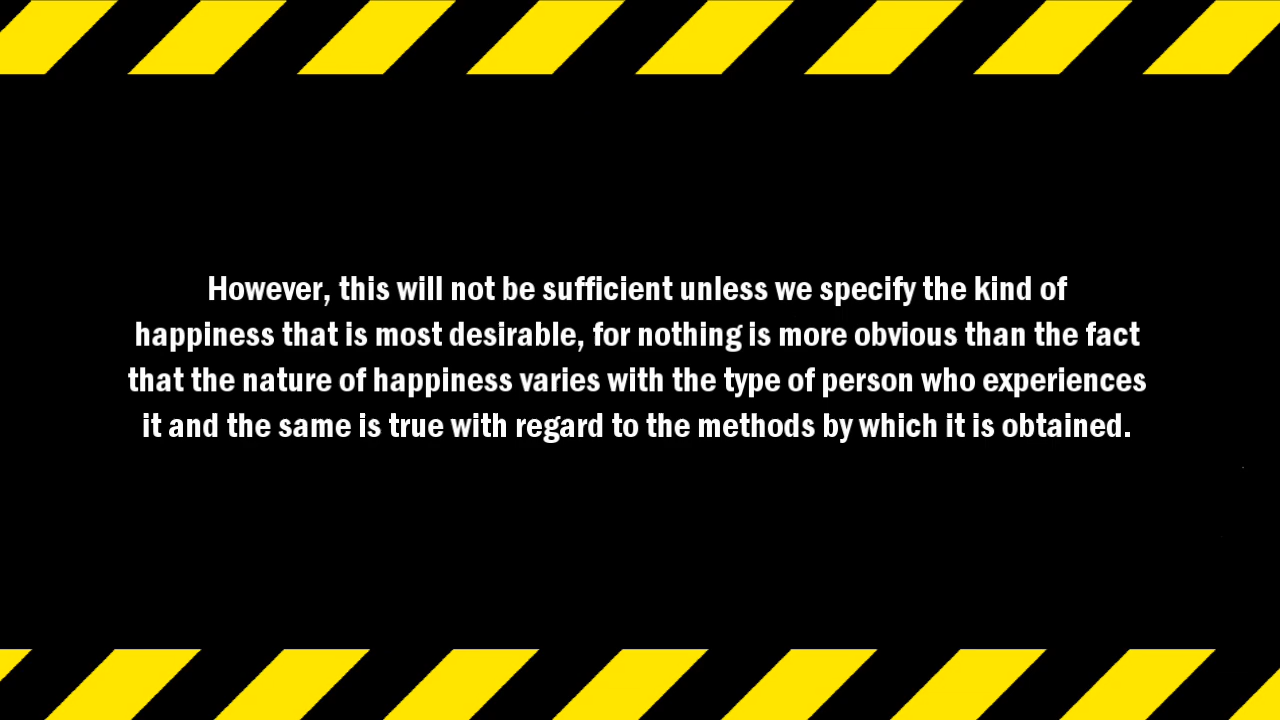 However, this will not be sufficient unless we specify the kind of
happiness that is most desirable, for nothing is more obvious than the fact
that the nature of happiness varies with the type of person who experiences
it and the same is true with regard to the methods by which it is obtained.